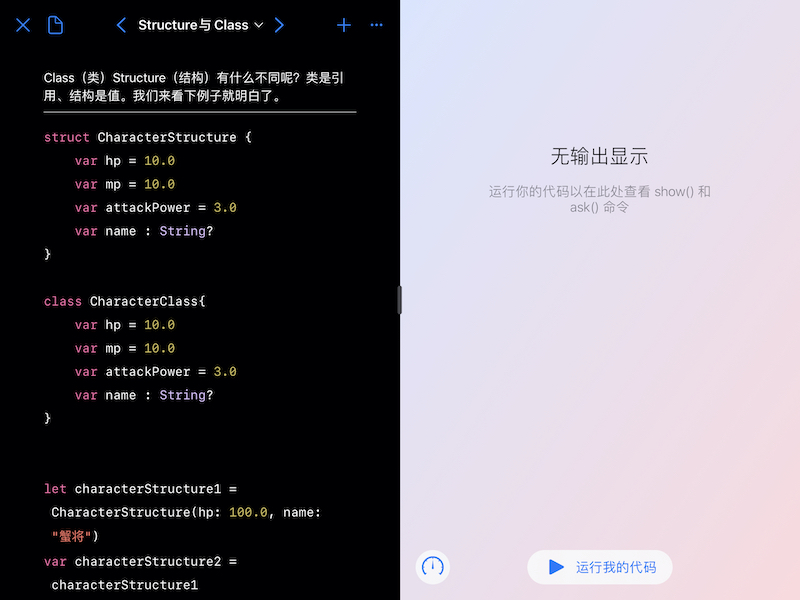 Structure与 Class
Class（类）Structure（结构）有什么不同呢？类是引
用、结构是值。我们来看下例子就明白了。
struct CharacterStructure {
var hp = 10.0
var mp = 10.0
var attackPower = 3.0
var name : String?
}
class CharacterClass{
var hp = 10.0
var mp = 10.0
var attackPower = 3.0
var name : String?
}
let characterStructure1 =
CharacterStructure(hp: 100.0, name:
"蟹将")
var characterStructure2 =
characterStructure1
无输出显示
运行你的代码以在此处查看 show() 和
ask() 命令
运行我的代码